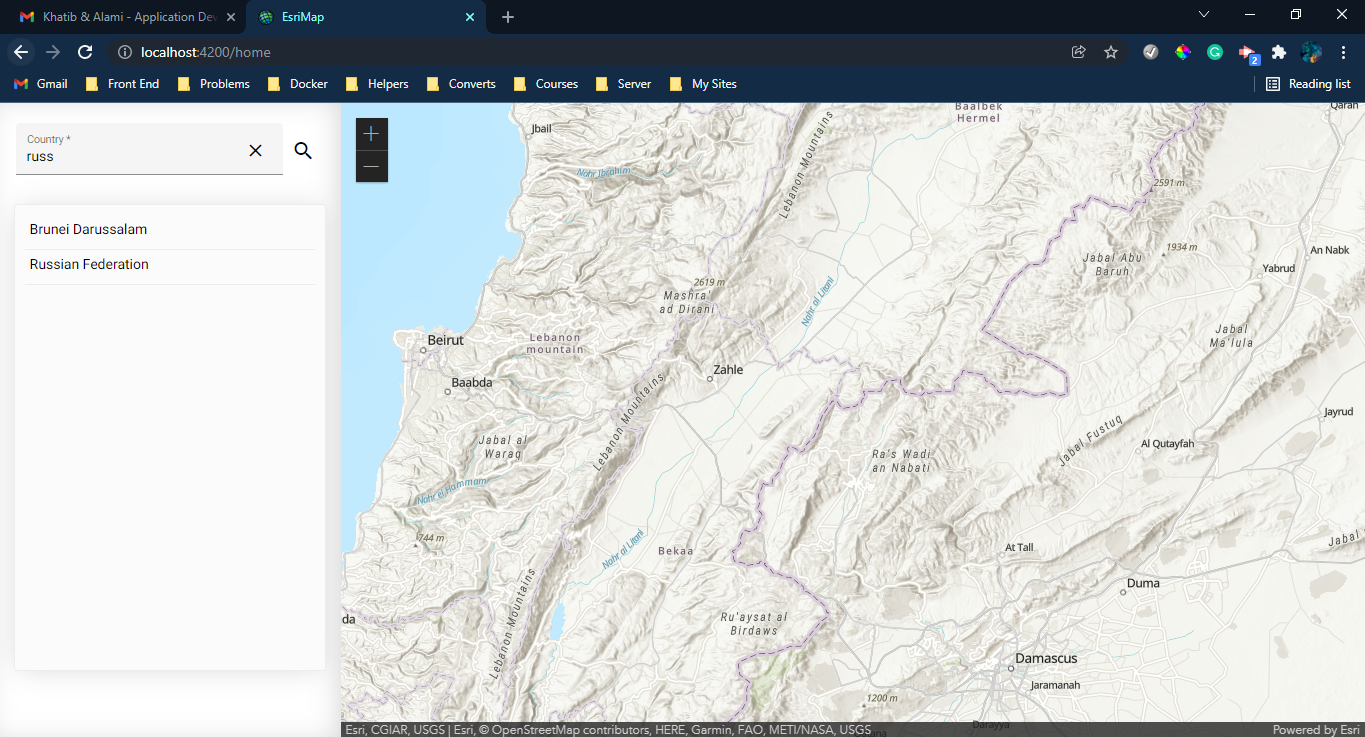 Khatib & Alami - Application Dev
EsriMap
localhost:4200/home
2
Gmail
Front End
Problems
Docker
Helpers
Converts
Courses
Server
My Sites
Reading list
Country *
russ
Brunei Darussalam
Russian Federation
+
−
Jbail
Nahr Ibrahim
Lebanon Mountains
Baalbek
Hermel
Qaran
2591 m
1934 m
Jabal Abu
Baruh
An Nabk
Yabrud
2619 m
Mashra'
ad Dirani
Nahr al Litani
Jabal
Ma'lula
Beirut
Lebanon
mountain
Zahle
Baabda
Lebanon Mountains
Jayrud
Jabal Fustuq
Al Qutayfah
Jabal al
Waraq
Ra's Wadi
an Nabati
Nahr el Hammam
744 m
Nahr al Litani
Bekaa
At Tall
Jabal
Duma
Lebanon Mountains
da
Ru'aysat al
Birdaws
Damascus
Jaramanah
1200 m
Darayya
Esri, CGIAR, USGS | Esri, © OpenStreetMap contributors, HERE, Garmin, FAO, METI/NASA, USGS
Powered by Esri